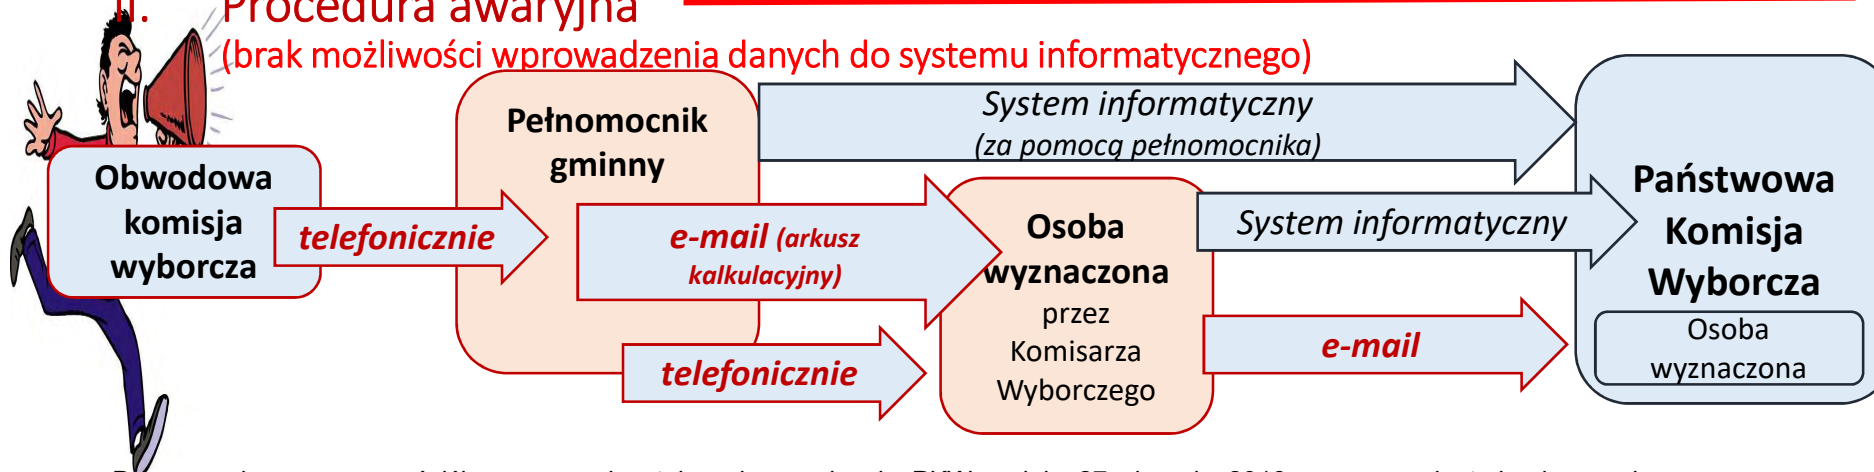 II. Procedura awaryjna
(brak możliwości wprowadzenia danych do systemu informatycznego)
Obwodowa
komisja
wyborcza
telefonicznie
Pełnomocnik
gminny
System informatyczny
(za pomocą pełnomocnika)
e-mail (arkusz
kalkulacyjny)
telefonicznie
Osoba
wyznaczona
przez
Komisarza
Wyborczego
System informatyczny
e-mail
Państwowa
Komisja
Wyborcza
Osoba
wyznaczona